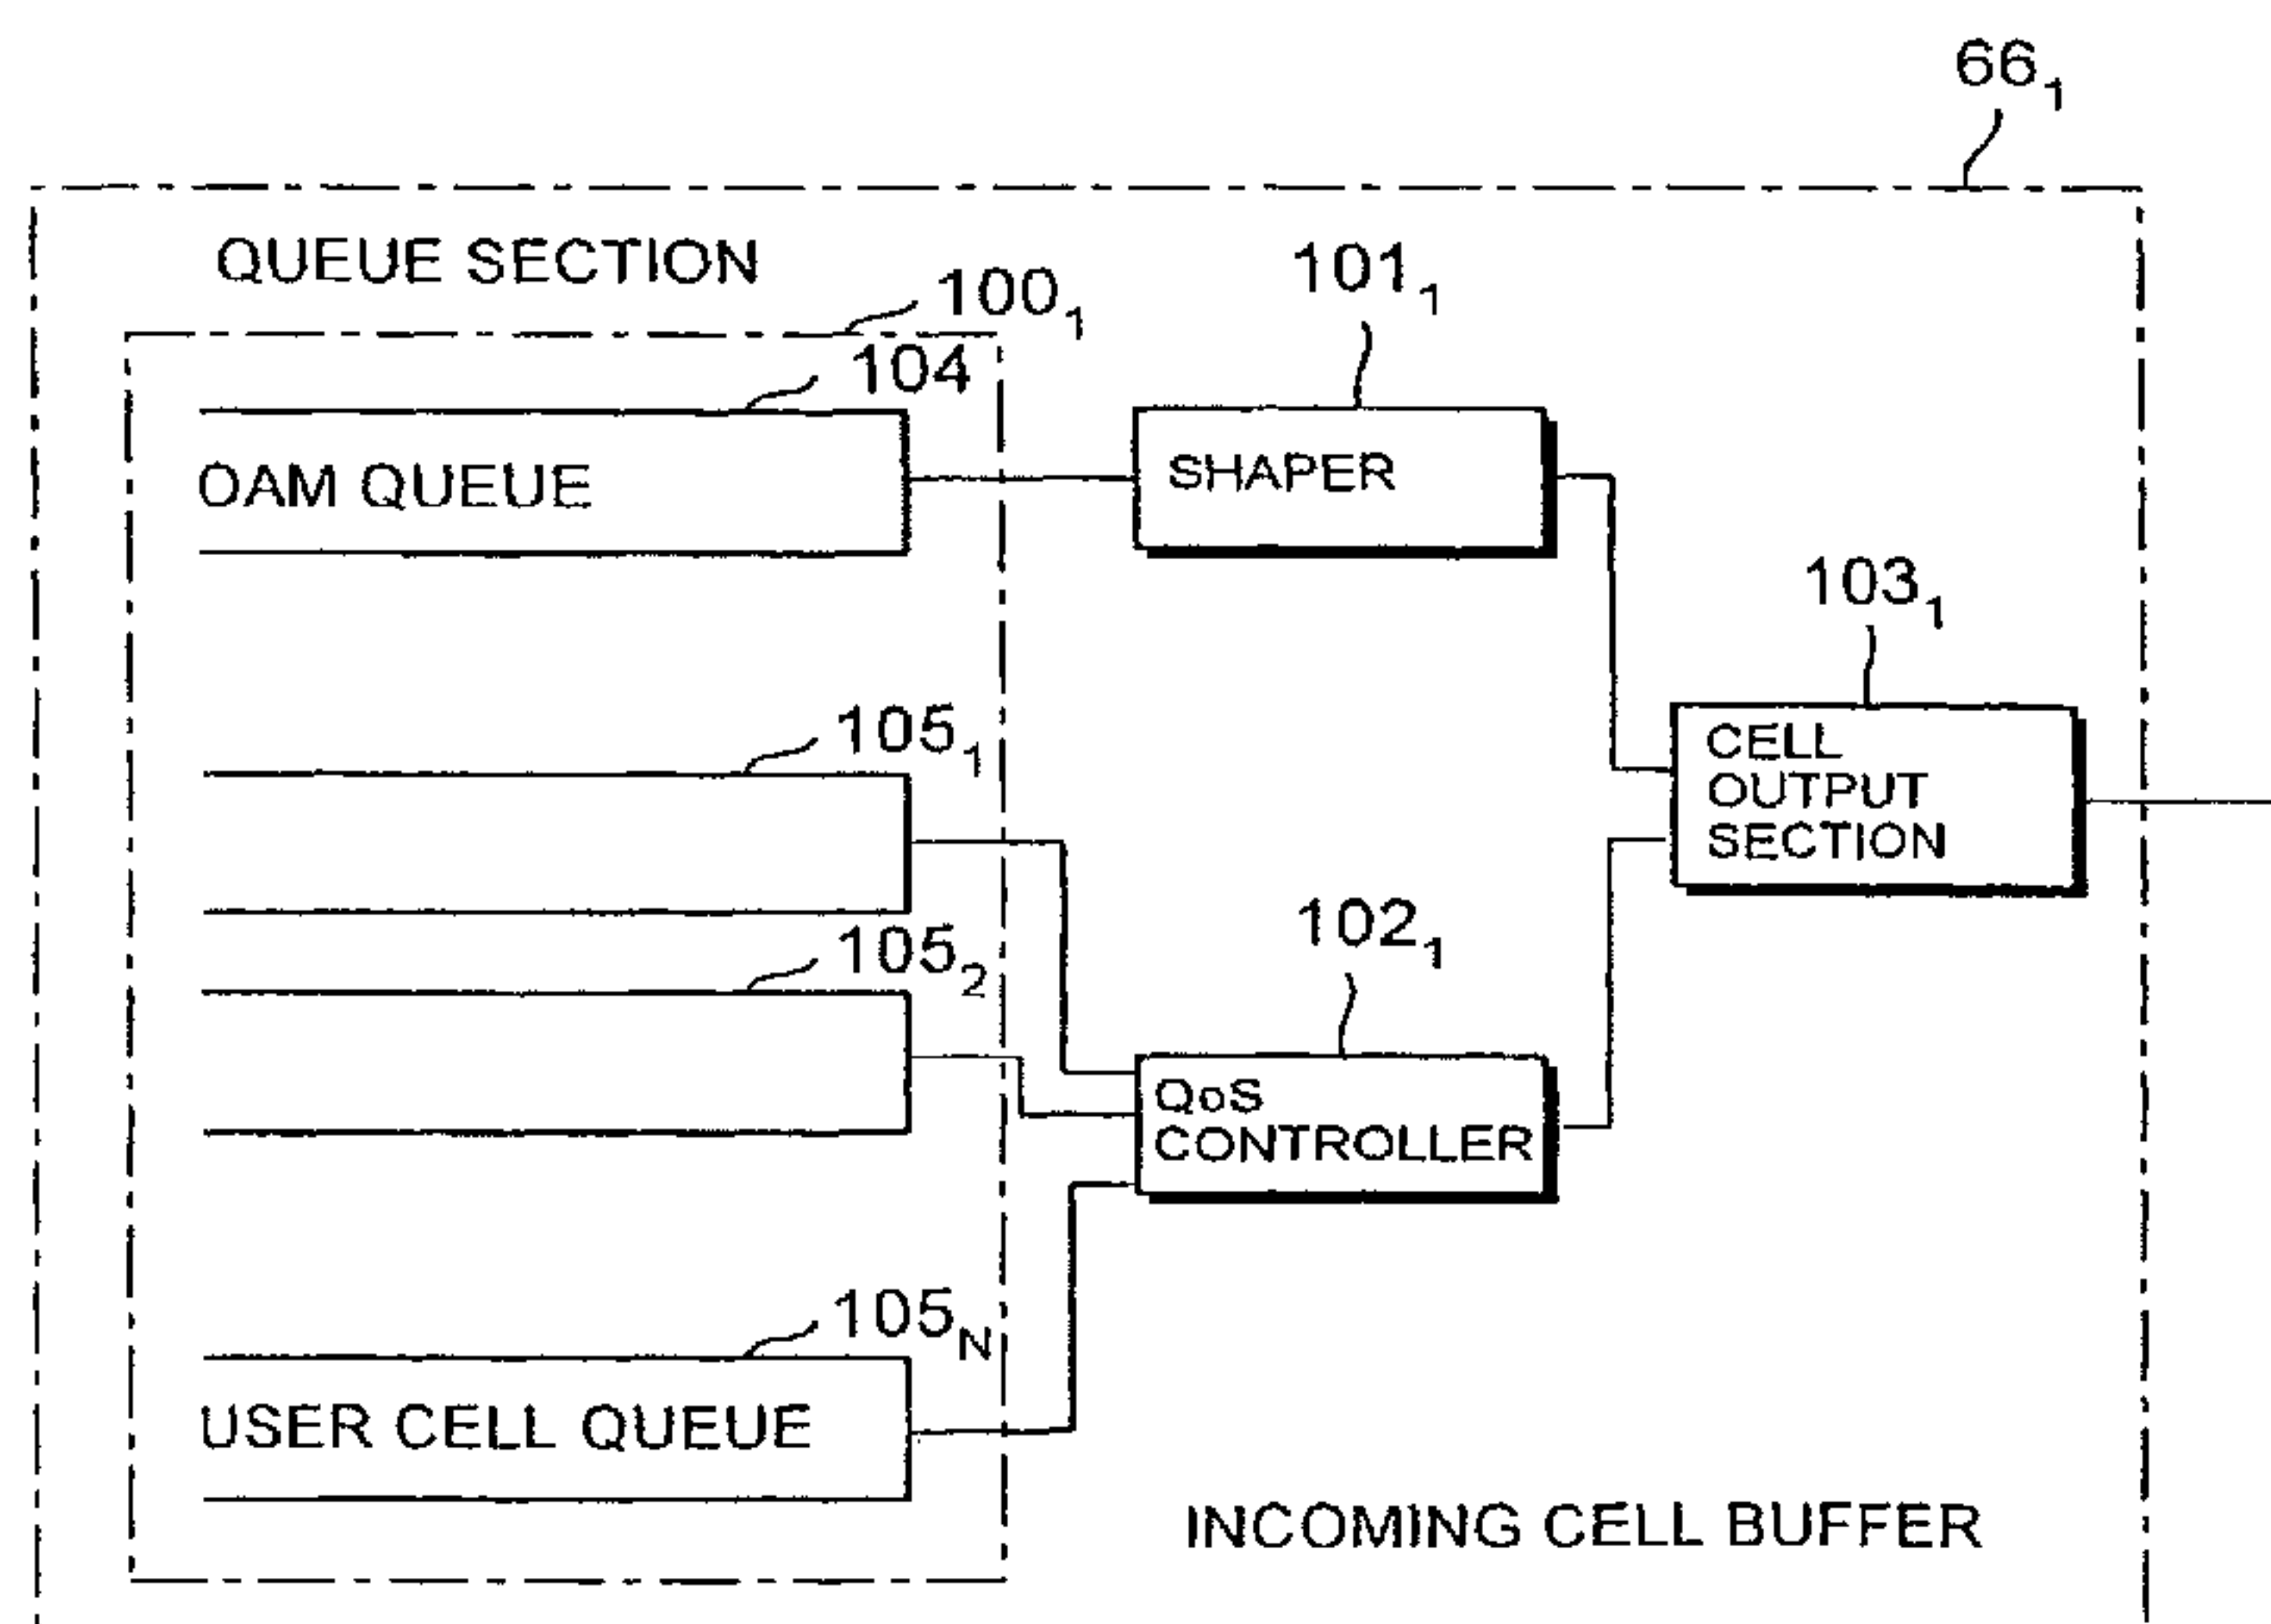 66₁
QUEUE SECTION
100₁
101₁
104
OAM QUEUE
SHAPER
103₁
105₁
CELL
OUTPUT
SECTION
102₁
105₂
QoS
CONTROLLER
105N
USER CELL QUEUE
INCOMING CELL BUFFER